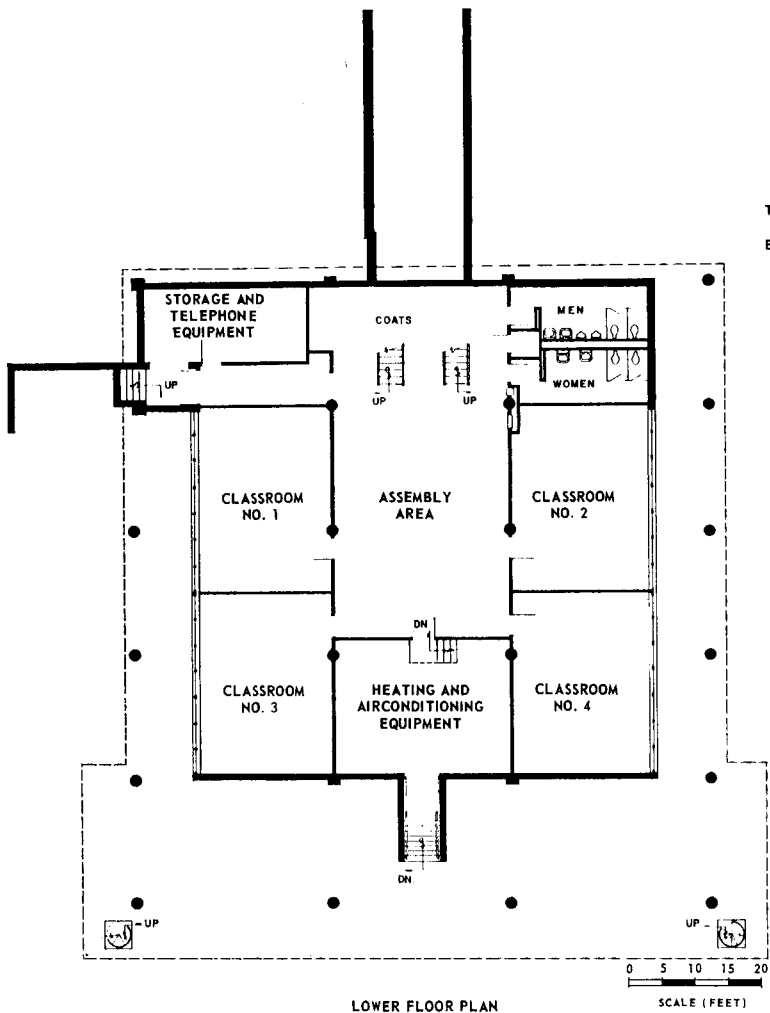 T
E
STORAGE AND
TELEPHONE
EQUIPMENT
COATS
MEN
WOMEN
UP
UP
UP
CLASSROOM
NO. 1
ASSEMBLY
AREA
CLASSROOM
NO. 2
DN
CLASSROOM
NO. 3
HEATING AND
AIRCONDITIONING
EQUIPMENT
CLASSROOM
NO. 4
DN.
UP
UP
0 5 10 15 20
SCALE (FEET)
LOWER FLOOR PLAN